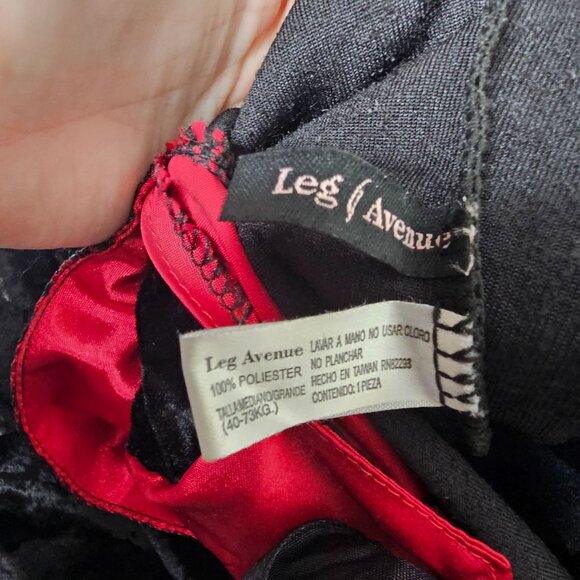 Leg Avenue
Leg Avenue
100% POLIESTER
TALLA:MEDIANO/GRANDE
(40-73KG.)
LAVAR A MANO NO USAR CLORO
NO PLANCHAR
HECHO EN TAIWAN RN82293
CONTENIDO: 1 PIEZA